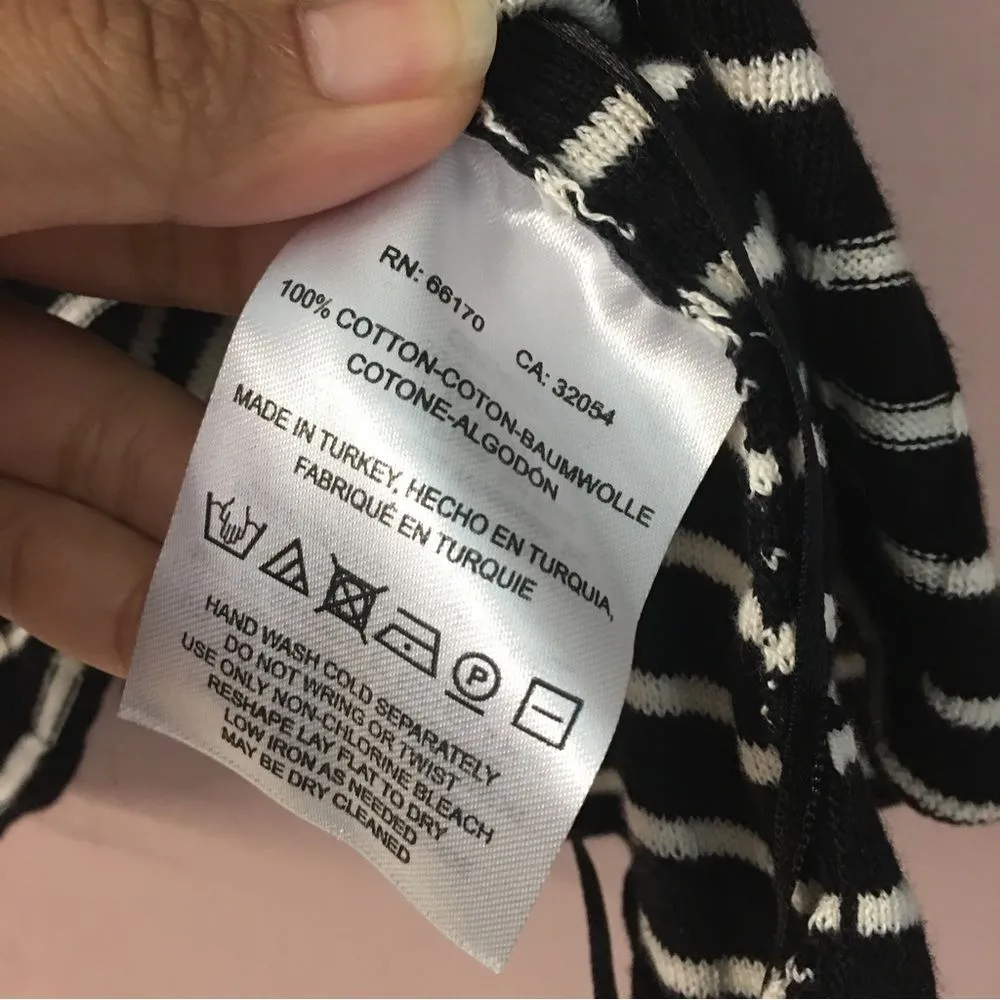 RN: 66170 CA: 32054
100% COTTON-COTON-BAUMWOLLE
COTONE-ALGODÓN
MADE IN TURKEY, HECHO EN TURQUIA,
FABRIQUÉ EN TURQUIE
P
HAND WASH COLD SEPARATELY
DO NOT WRING OR TWIST
USE ONLY NON-CHLORINE BLEACH
RESHAPE LAY FLAT TO DRY
LOW IRON AS NEEDED
MAY BE DRY CLEANED